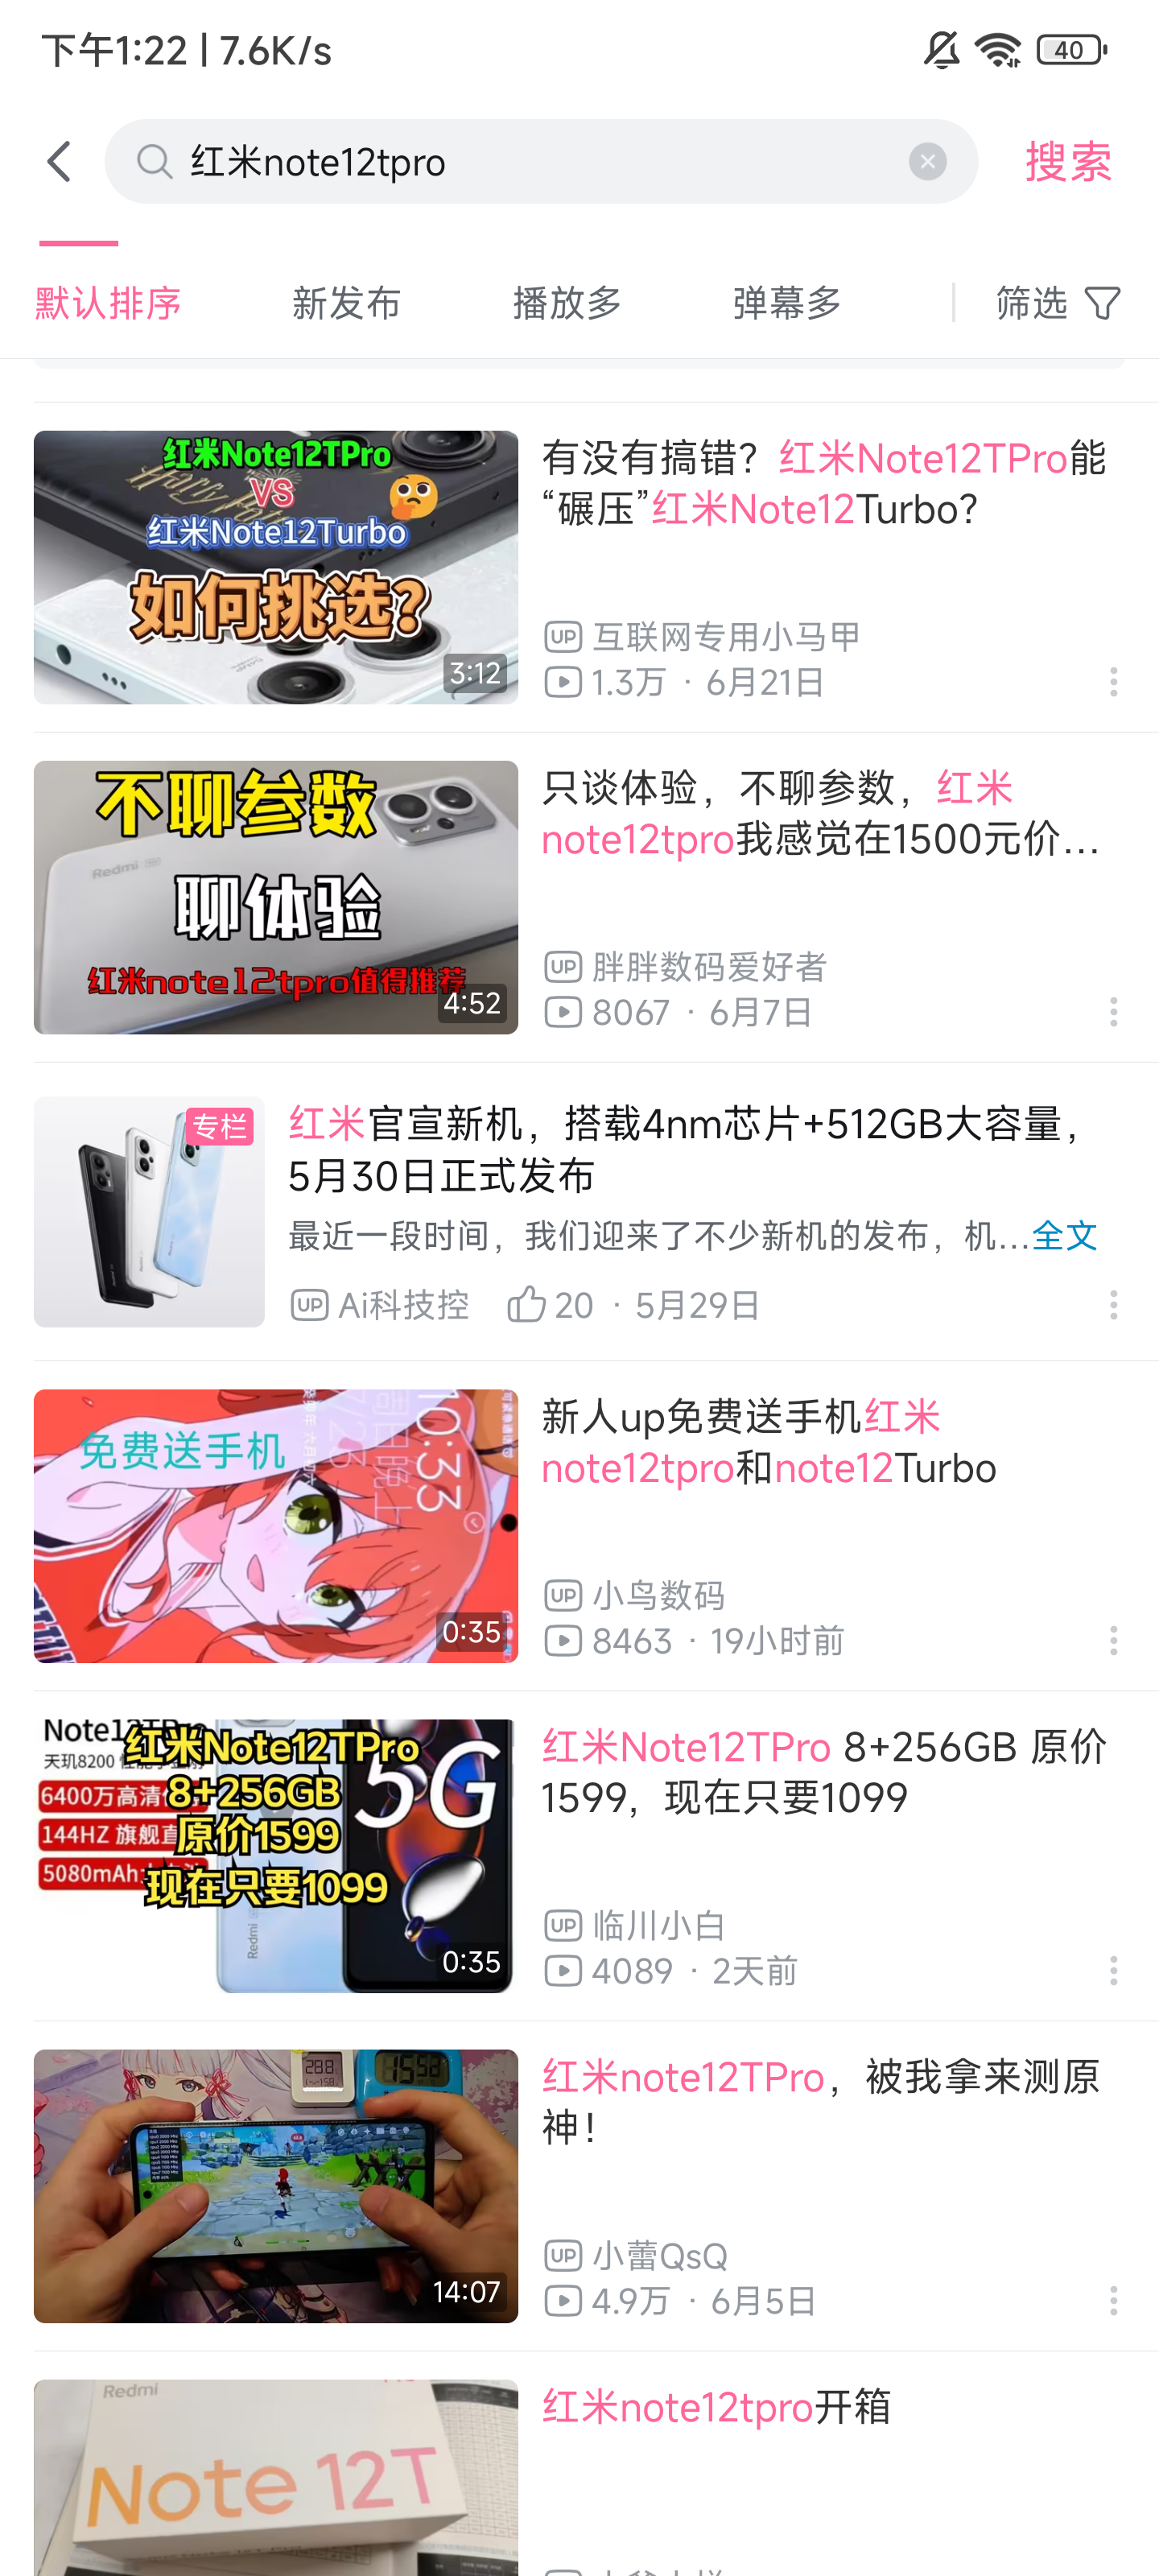 下午1:22 | 7.6K/s
40
红米note12tpro
搜索
默认排序
新发布
播放多
弹幕多
筛选
红米Note12TPro
VS
红米Note12Turbo
如何挑选?
3:12
有没有搞错?红米Note12TPro能
“碾压”红米Note12Turbo?
UP 互联网专用小马甲
1.3万 · 6月21日
不聊参数
Redmi
聊体验
红米note12tpro值得推荐
4:52
只谈体验，不聊参数，红米
note12tpro我感觉在1500元价...
UP 胖胖数码爱好者
8067 · 6月7日
专栏
红米官宣新机，搭载4nm芯片+512GB大容量，
5月30日正式发布
最近一段时间，我们迎来了不少新机的发布，机...全文
UP Ai科技控 20 · 5月29日
免费送手机
10:33
0:35
新人up免费送手机红米
note12tpro和note12Turbo
UP 小鸟数码
8463 · 19小时前
Note12TPro
天玑8200
红米Note12TPro
6400万高清
8+256GB
5G
144HZ 旗舰直
原价1599
5080mAh
现在只要1099
Redmi
0:35
红米Note12TPro 8+256GB 原价
1599，现在只要1099
UP 临川小白
4089 · 2天前
288
14:07
红米note12TPro，被我拿来测原
神！
UP 小蕾QsQ
4.9万 · 6月5日
Redmi
Note 12T
红米note12tpro开箱